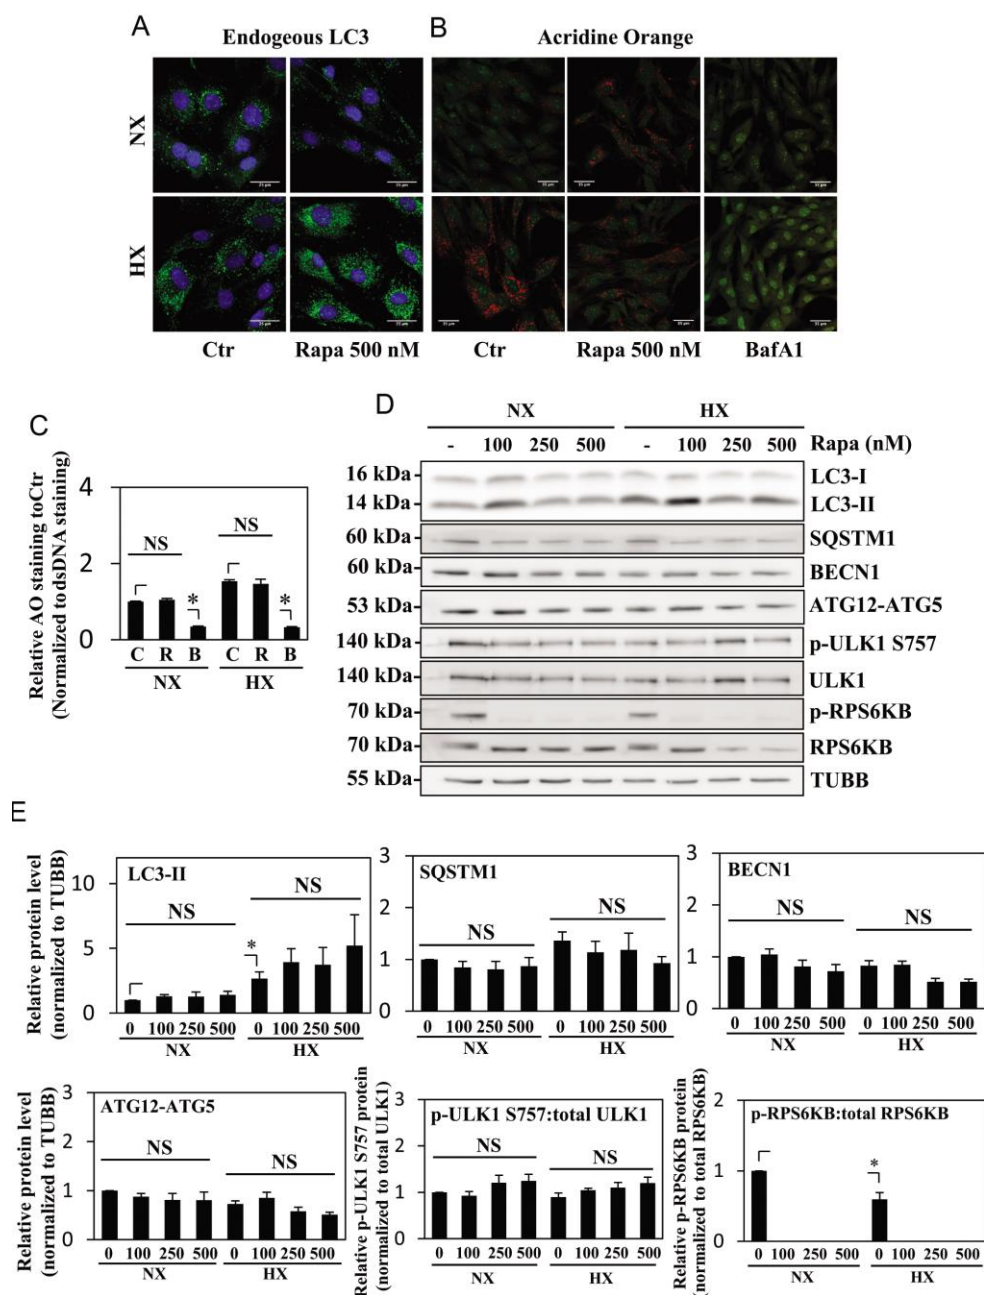 A
Endogeous LC3
B
Acridine Orange
NX
HX
Ctr
Rapa 500 nM
Ctr
Rapa 500 nM
BafA1
C
Relative AO staining toCtr
(Normalized todsDNA staining)
4
2
0
NS
NS
*
*
C R B C R B
NX HX
D
NX HX
- 100 250 500 - 100 250 500 Rapa (nM)
16 kDa LC3-I
14 kDa LC3-II
60 kDa SQSTM1
60 kDa BECN1
53 kDa ATG12-ATG5
140 kDa p-ULK1 S757
140 kDa ULK1
70 kDa p-RPS6KB
70 kDa RPS6KB
55 kDa TUBB
E
Relative protein level
(normalized to TUBB)
LC3-II
10
5
0
NS
NS
*
0 100 250 500 0 100 250 500
NX HX
SQSTM1
3
2
1
0
NS
NS
0 100 250 500 0 100 250 500
NX HX
BECN1
3
2
1
0
NS
NS
0 100 250 500 0 100 250 500
NX HX
Relative protein level
(normalized to TUBB)
ATG12-ATG5
3
2
1
0
NS
NS
0 100 250 500 0 100 250 500
NX HX
Relative p-ULK1 S757 protein
(normalized to total ULK1)
p-ULK1 S757:total ULK1
3
2
1
0
NS
NS
0 100 250 500 0 100 250 500
NX HX
Relative p-RPS6KB protein
(normalized to total RPS6KB)
p-RPS6KB:total RPS6KB
2
1
0
*
0 100 250 500 0 100 250 500
NX HX